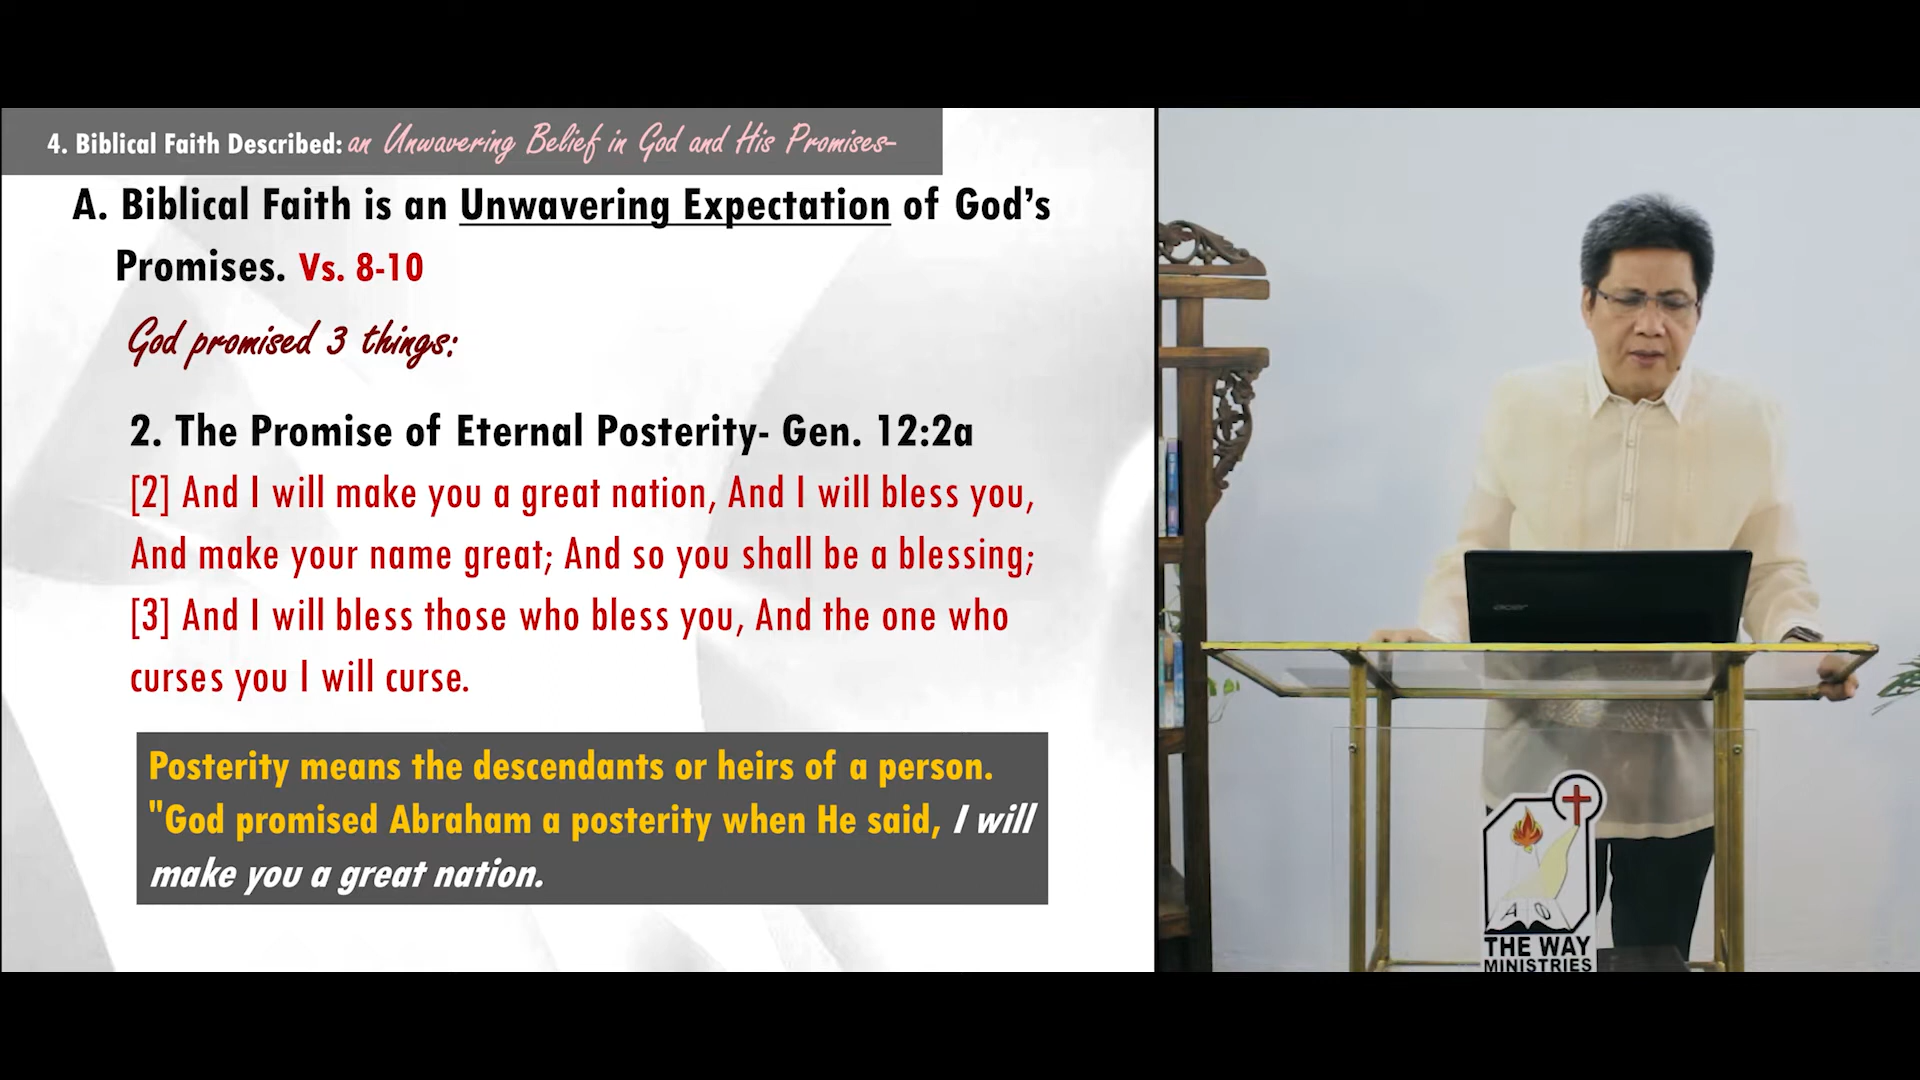 4. Biblical Faith Described: an Unwavering Belief in God and His Promises-
A. Biblical Faith is an Unwavering Expectation of God’s
Promises. Vs. 8-10
God promised 3 things:
2. The Promise of Eternal Posterity- Gen. 12:2a
[2] And I will make you a great nation, And I will bless you,
And make your name great; And so you shall be a blessing;
[3] And I will bless those who bless you, And the one who
curses you I will curse.
Posterity means the descendants or heirs of a person.
"God promised Abraham a posterity when He said, I will
make you a great nation.
acer
THE WAY
MINISTRIES